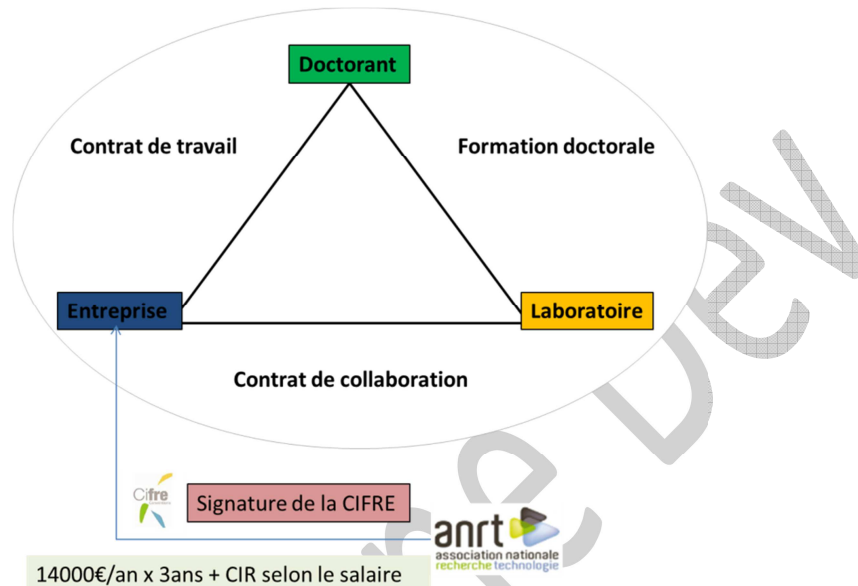 Doctorant
Contrat de travail
Formation doctorale
Entreprise
Laboratoire
Contrat de collaboration
Cifre
Signature de la CIFRE
anrt
association nationale
recherche technologie
14000€/an x 3ans + CIR selon le salaire